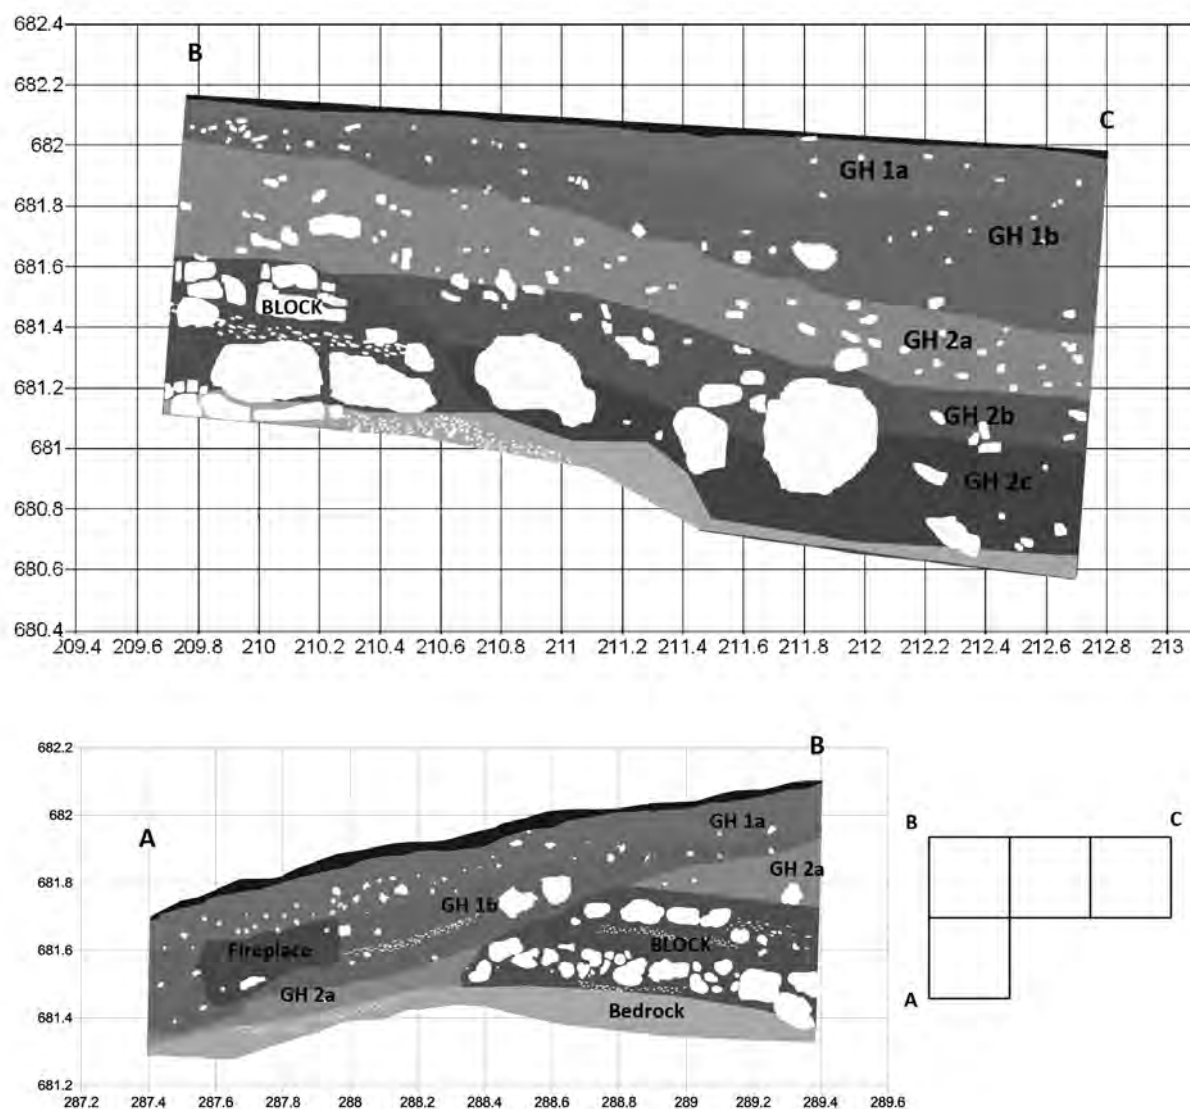 682.4
B
682.2
C
682
GH 1a
681.8
GH 1b
681.6
BLOCK
681.4
GH 2a
681.2
GH 2b
681
GH 2c
680.8
680.6
680.4
209.4 209.6 209.8 210 210.2 210.4 210.6 210.8 211 211.2 211.4 211.6 211.8 212 212.2 212.4 212.6 212.8 213
682.2
B
682
A
GH 1a
681.8
GH 2a
GH 1b
681.6
Fireplace
BLOCK
GH 2a
681.4
Bedrock
681.2
287.2 287.4 287.6 287.8 288 288.2 288.4 288.6 288.8 289 289.2 289.4 289.6
B
C
A